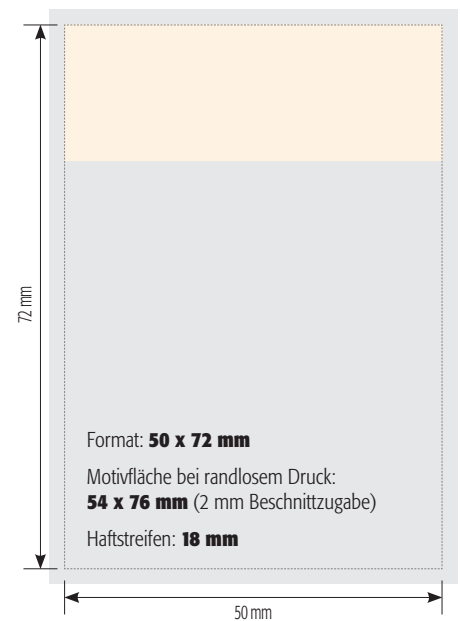 72 mm
Format: 50 x 72 mm
Motivfläche bei randlosem Druck:
54 x 76 mm (2 mm Beschnittzugabe)
Haftstreifen: 18 mm
50 mm